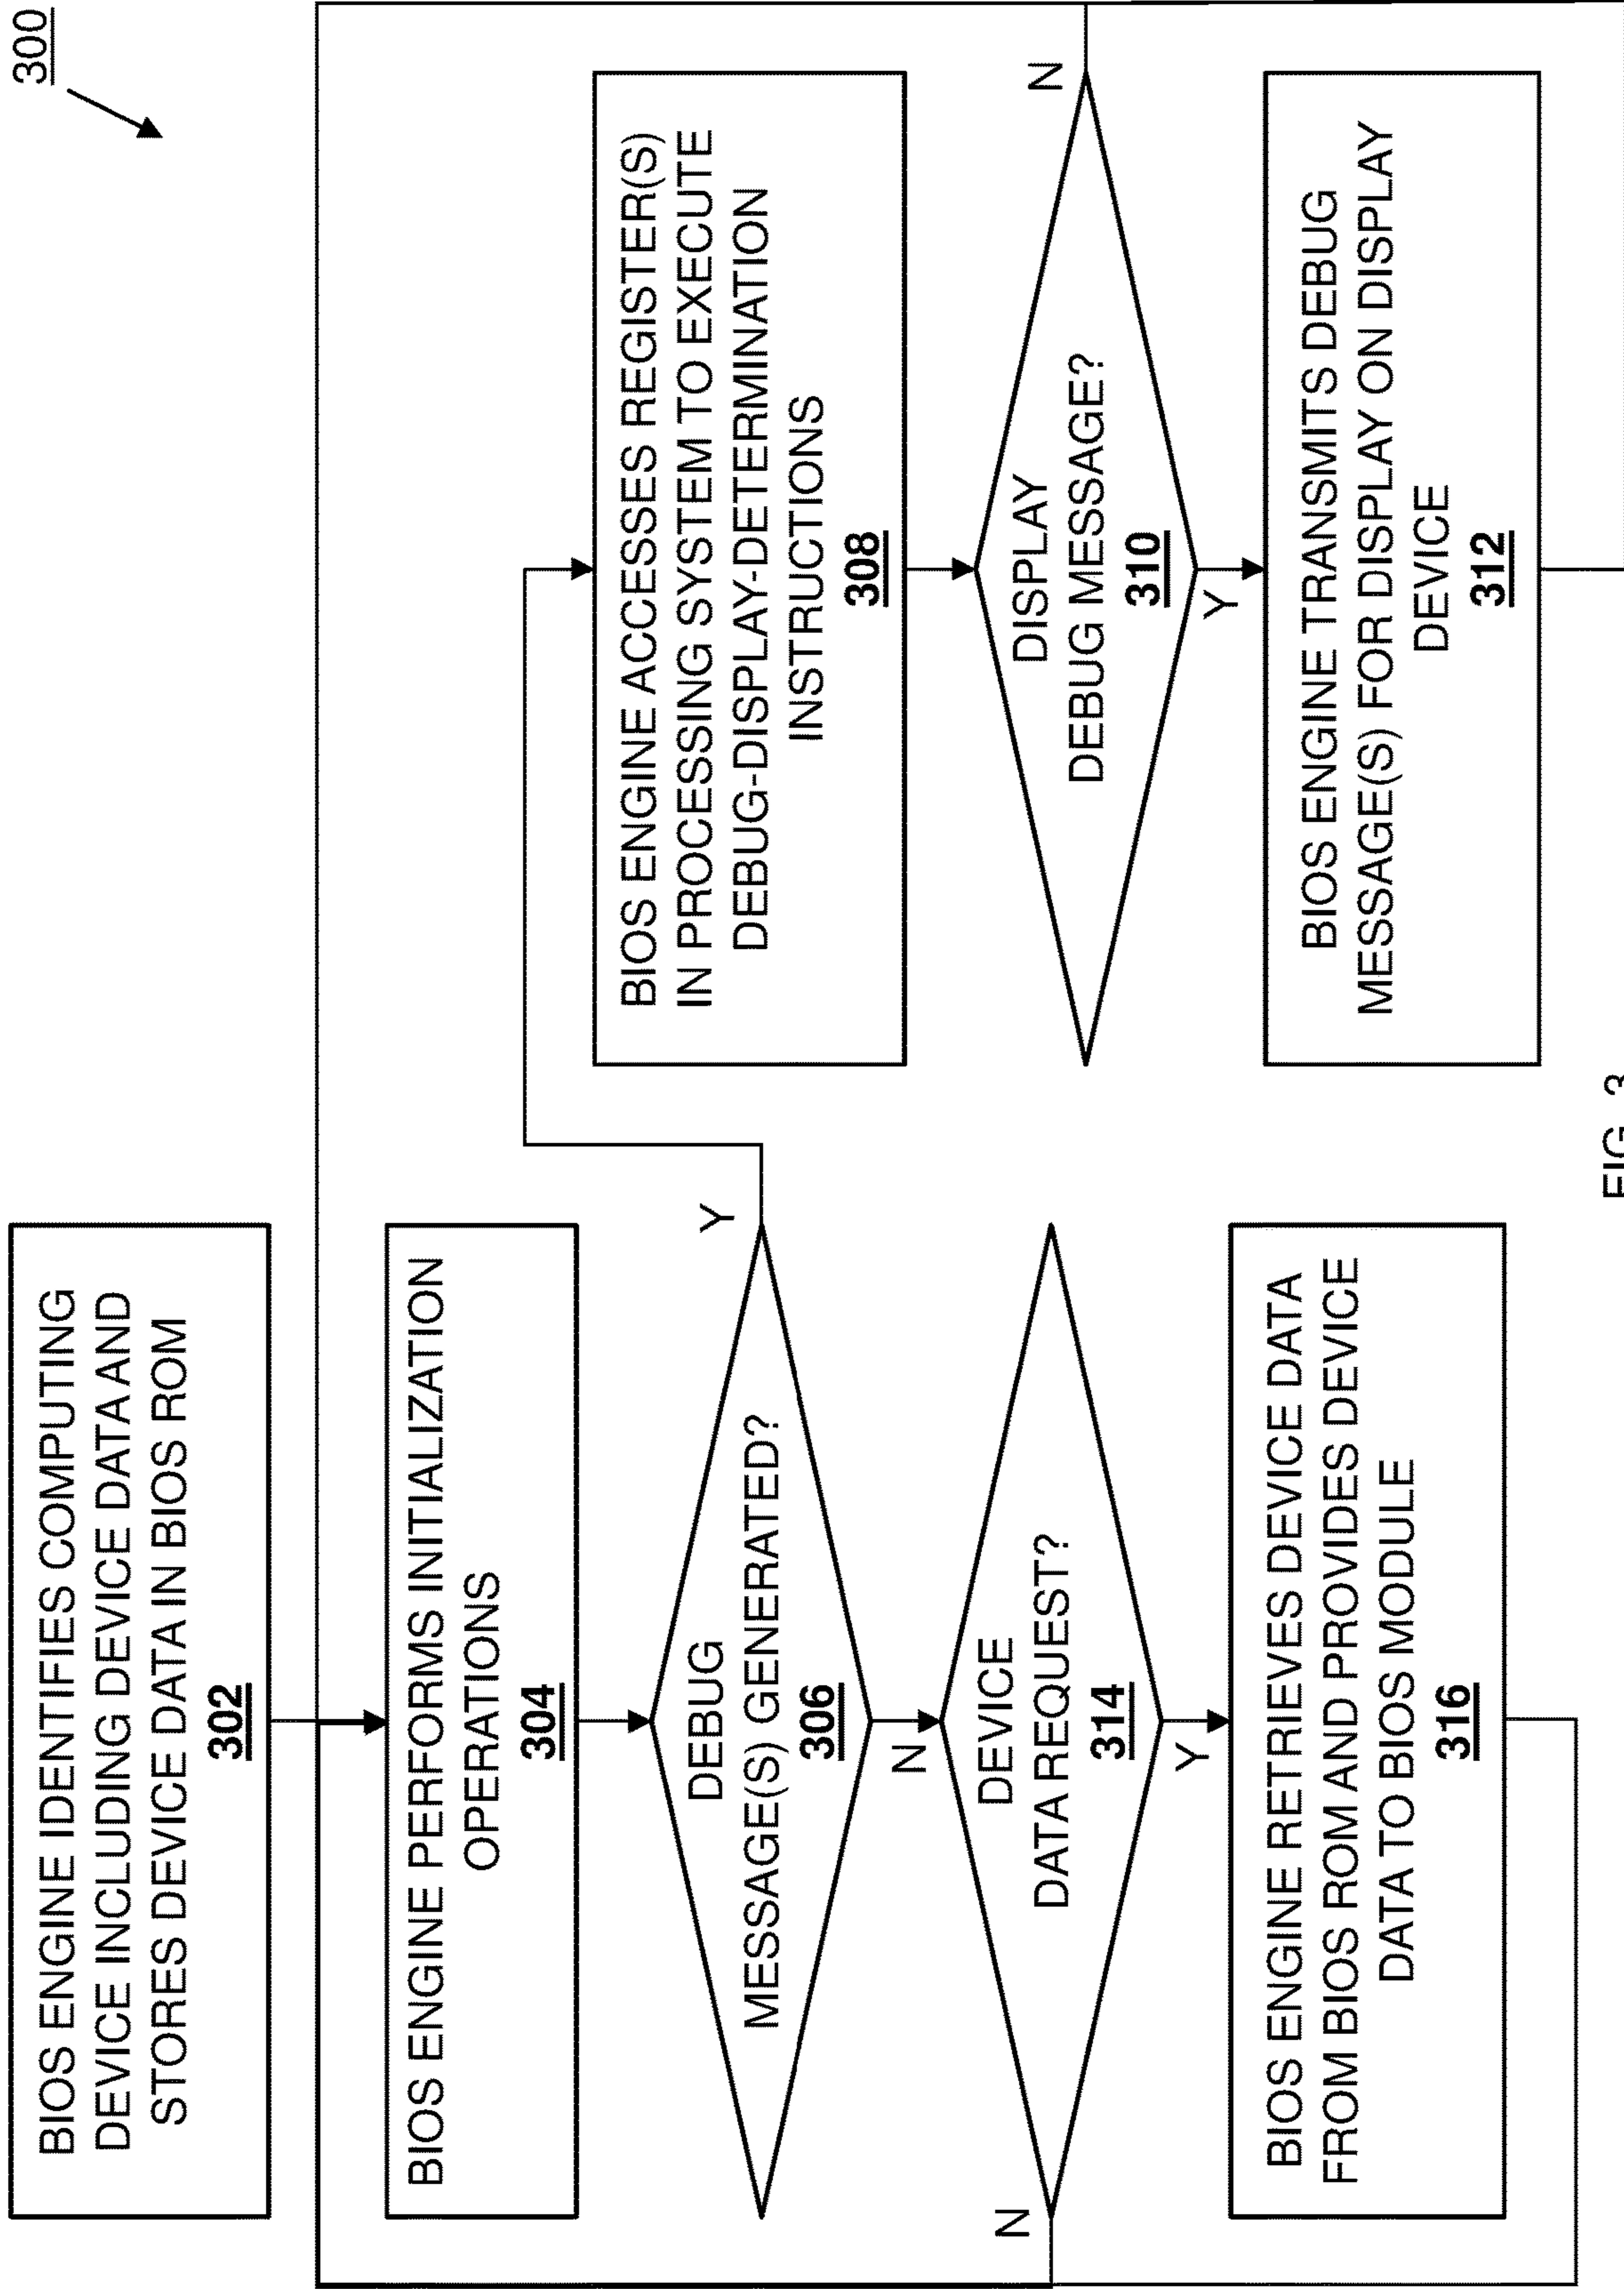 300
BIOS ENGINE IDENTIFIES COMPUTING
DEVICE INCLUDING DEVICE DATA AND
STORES DEVICE DATA IN BIOS ROM
302
BIOS ENGINE PERFORMS INITIALIZATION
OPERATIONS
304
DEBUG
MESSAGE(S) GENERATED?
306
Y
N
DEVICE
DATA REQUEST?
314
N
Y
BIOS ENGINE RETRIEVES DEVICE DATA
FROM BIOS ROM AND PROVIDES DEVICE
DATA TO BIOS MODULE
316
BIOS ENGINE ACCESSES REGISTER(S)
IN PROCESSING SYSTEM TO EXECUTE
DEBUG-DISPLAY-DETERMINATION
INSTRUCTIONS
308
DISPLAY
DEBUG MESSAGE?
310
N
Y
BIOS ENGINE TRANSMITS DEBUG
MESSAGE(S) FOR DISPLAY ON DISPLAY
DEVICE
312
FIG. 3